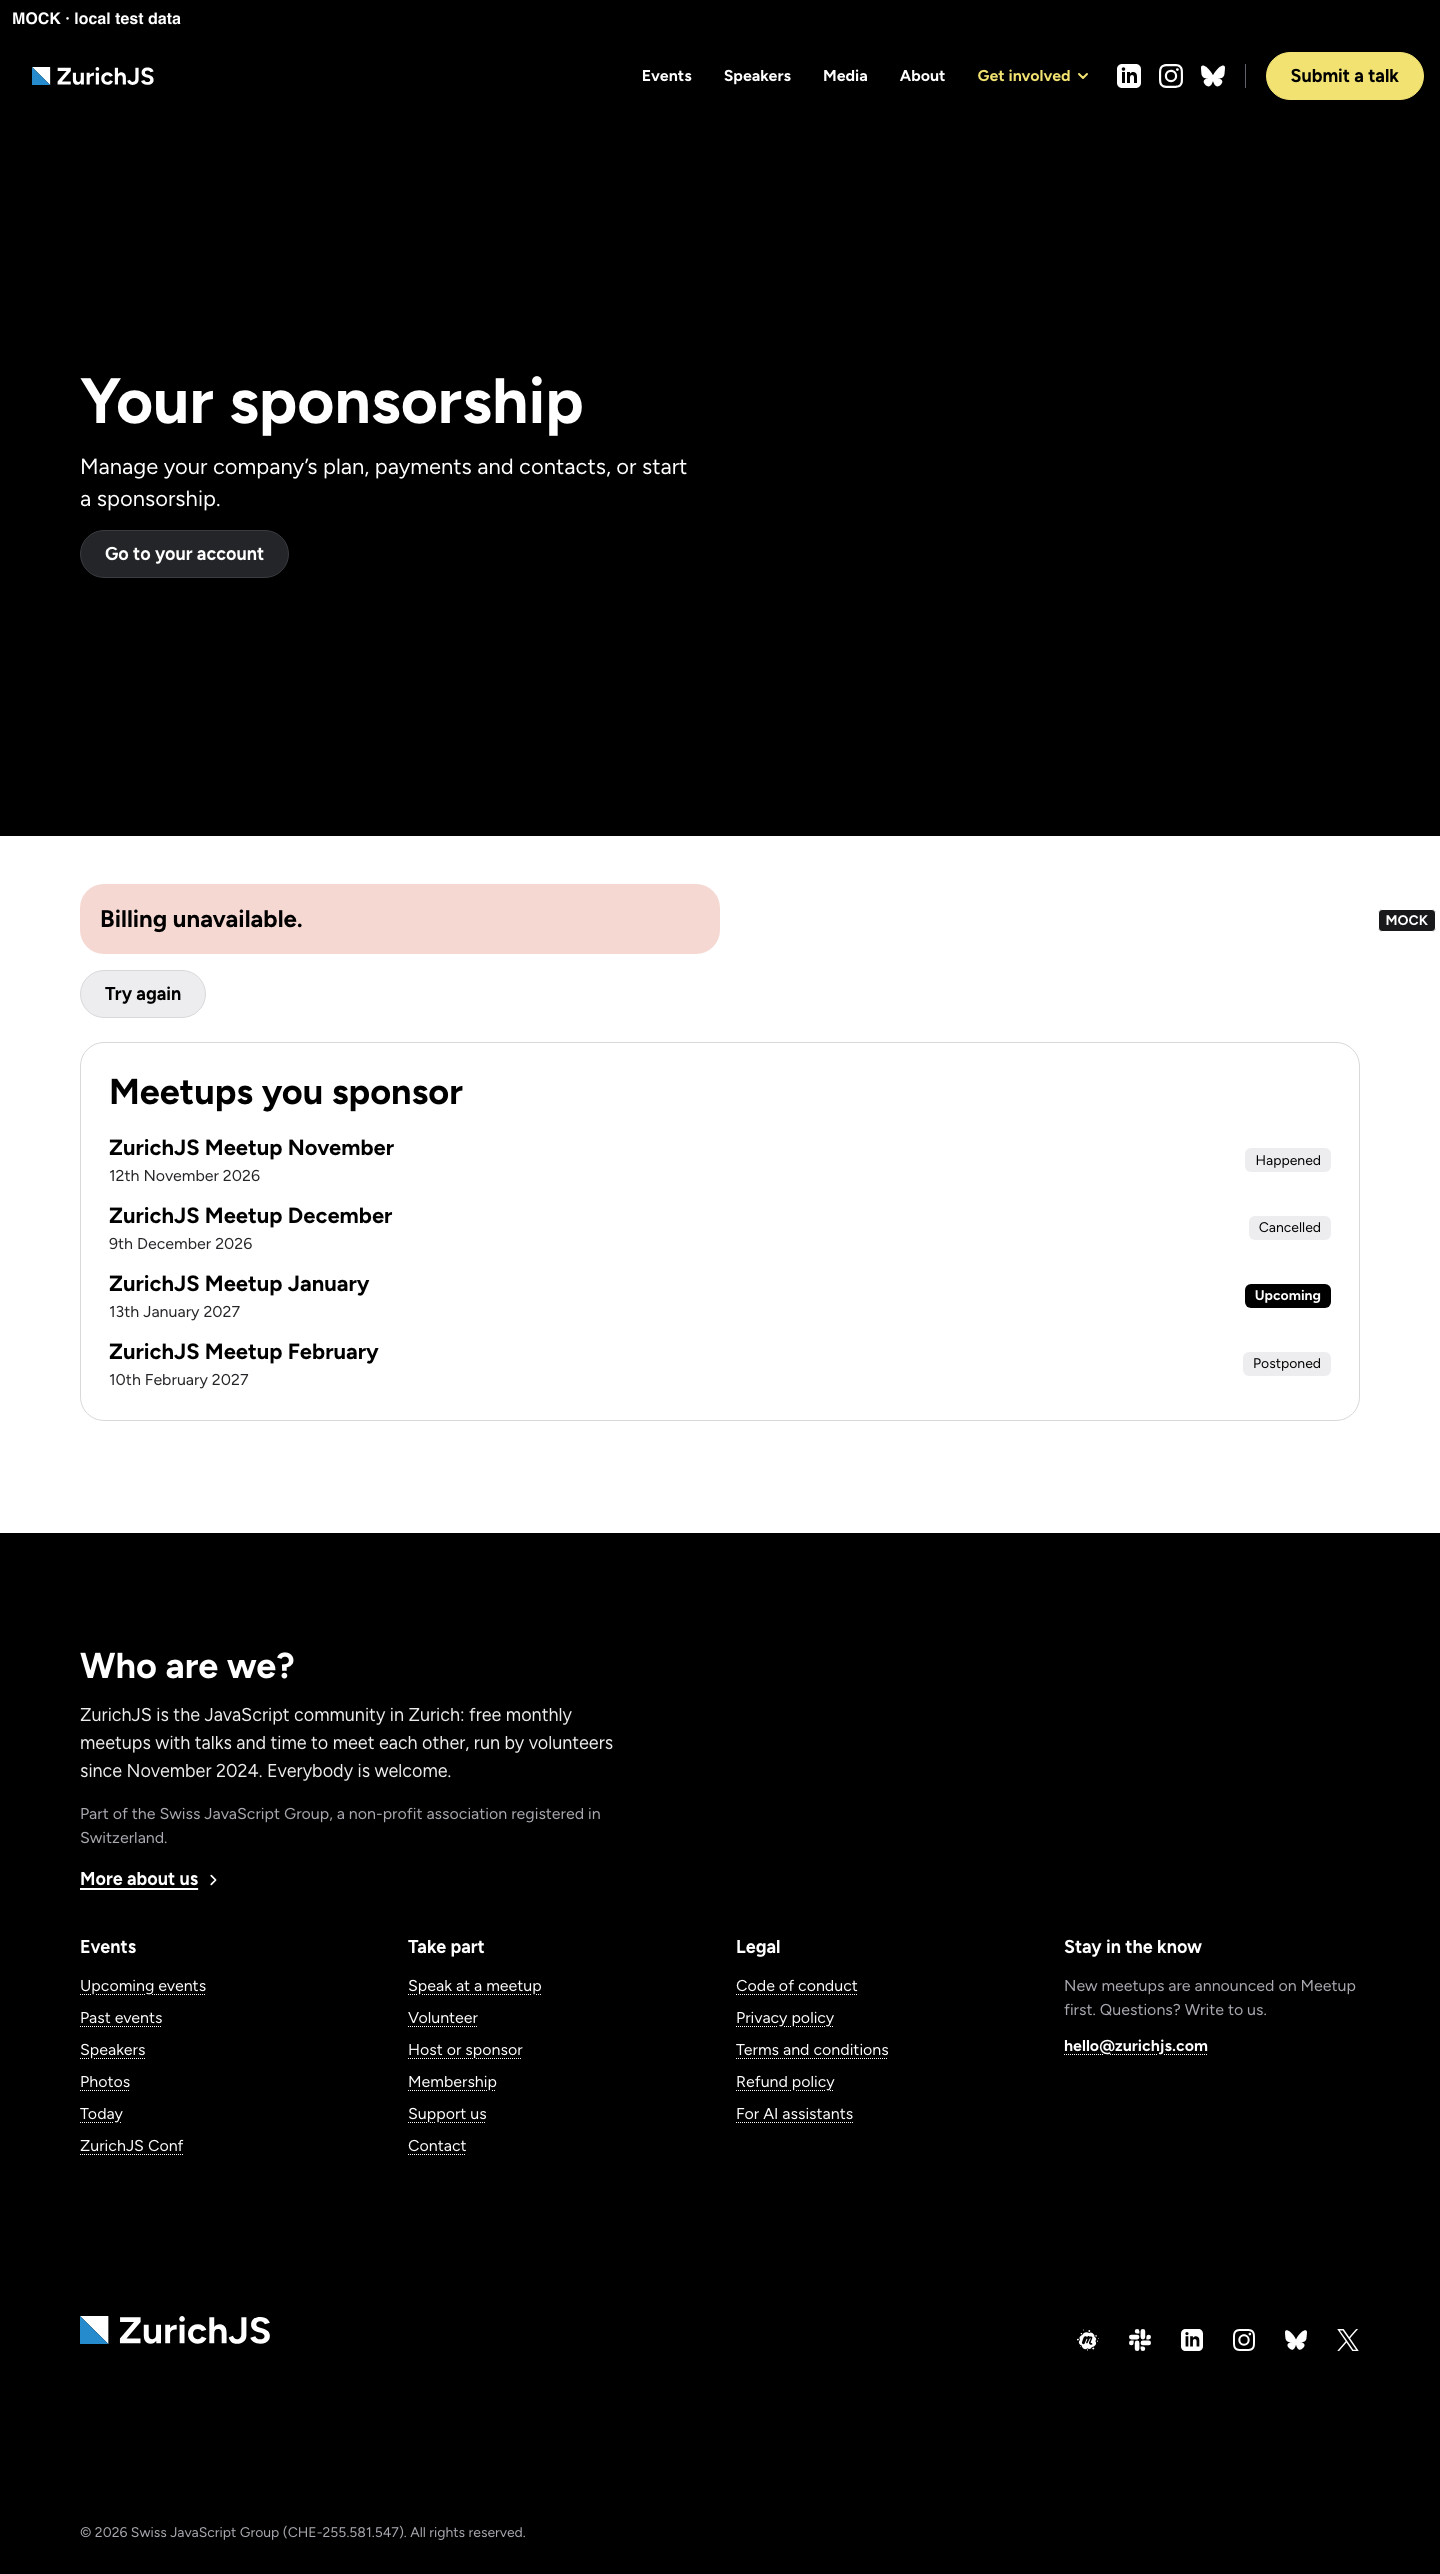 MOCK · local test data
ZurichJS
Events
Speakers
Media
About
Get involved
Submit a talk
Your sponsorship
Manage your company’s plan, payments and contacts, or start
a sponsorship.
Go to your account
Billing unavailable.
MOCK
Try again
Meetups you sponsor
ZurichJS Meetup November
12th November 2026
Happened
ZurichJS Meetup December
9th December 2026
Cancelled
ZurichJS Meetup January
13th January 2027
Upcoming
ZurichJS Meetup February
10th February 2027
Postponed
Who are we?
ZurichJS is the JavaScript community in Zurich: free monthly
meetups with talks and time to meet each other, run by volunteers
since November 2024. Everybody is welcome.
Part of the Swiss JavaScript Group, a non-profit association registered in
Switzerland.
More about us
Events
Upcoming events
Past events
Speakers
Photos
Today
ZurichJS Conf
Take part
Speak at a meetup
Volunteer
Host or sponsor
Membership
Support us
Contact
Legal
Code of conduct
Privacy policy
Terms and conditions
Refund policy
For AI assistants
Stay in the know
New meetups are announced on Meetup
first. Questions? Write to us.
hello@zurichjs.com
ZurichJS
© 2026 Swiss JavaScript Group (CHE-255.581.547). All rights reserved.